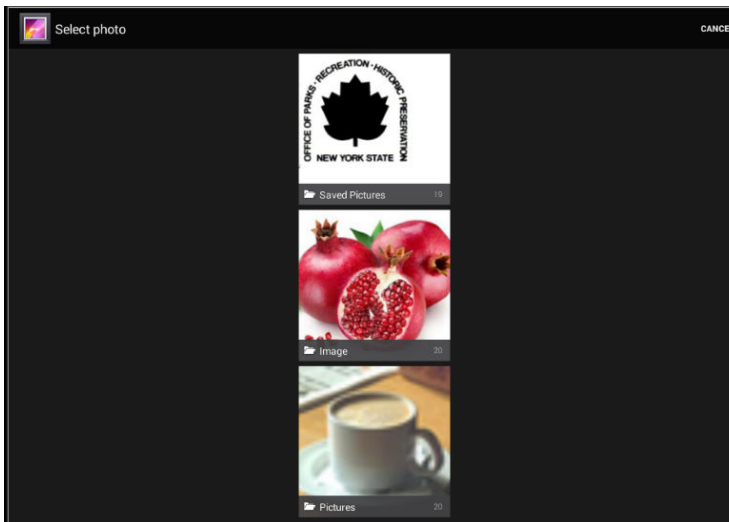 Select photo
CANCE
OFFICE OF PARKS · RECREATION · HISTORIC PRESERVATION
NEW YORK STATE
Saved Pictures 19
Image 20
Pictures 20